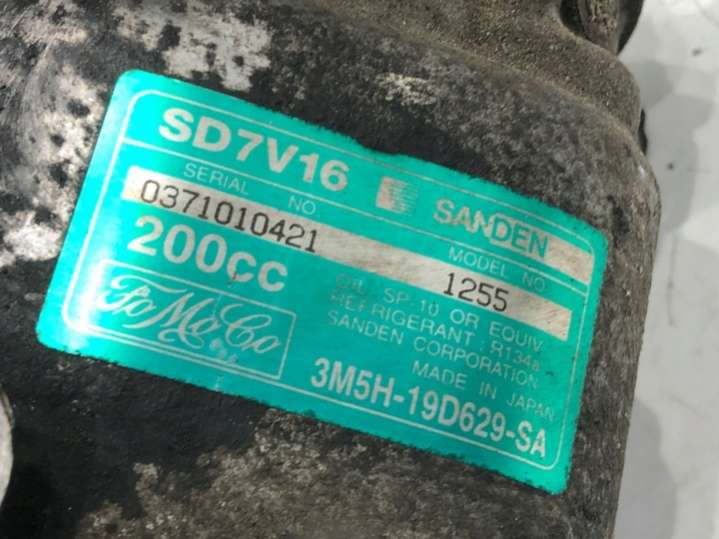 SD7V16 SANDEN
SERIAL NO MODEL NO.
0371010421 1255
200cc OIL SP-10 OR EQUIV.
REFRIGERANT : R134a
SANDEN CORPORATION
FoMoCo MADE IN JAPAN
3M5H-19D629-SA